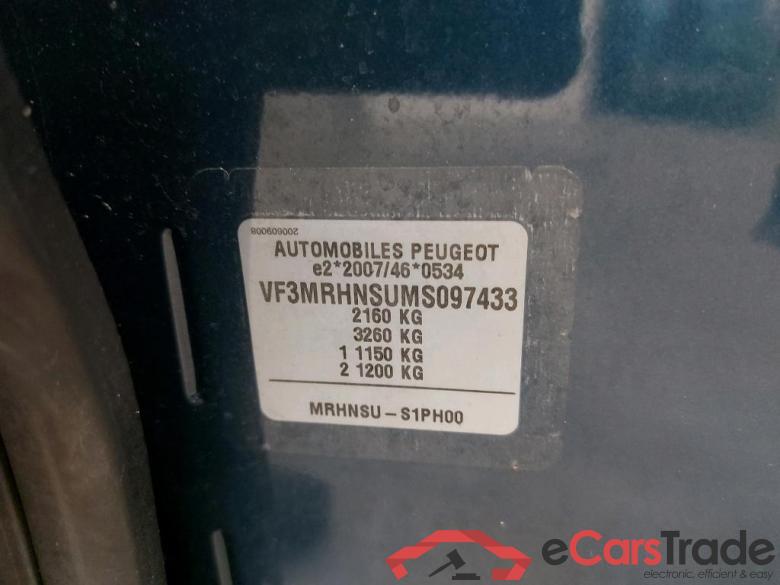 200609008
AUTOMOBILES PEUGEOT
e2*2007/46*0534
VF3MRHNSUMS097433
2160 KG
3260 KG
1 1150 KG
2 1200 KG
MRHNSU-S1PH00
eCarsTrade
electronic, efficient & easy